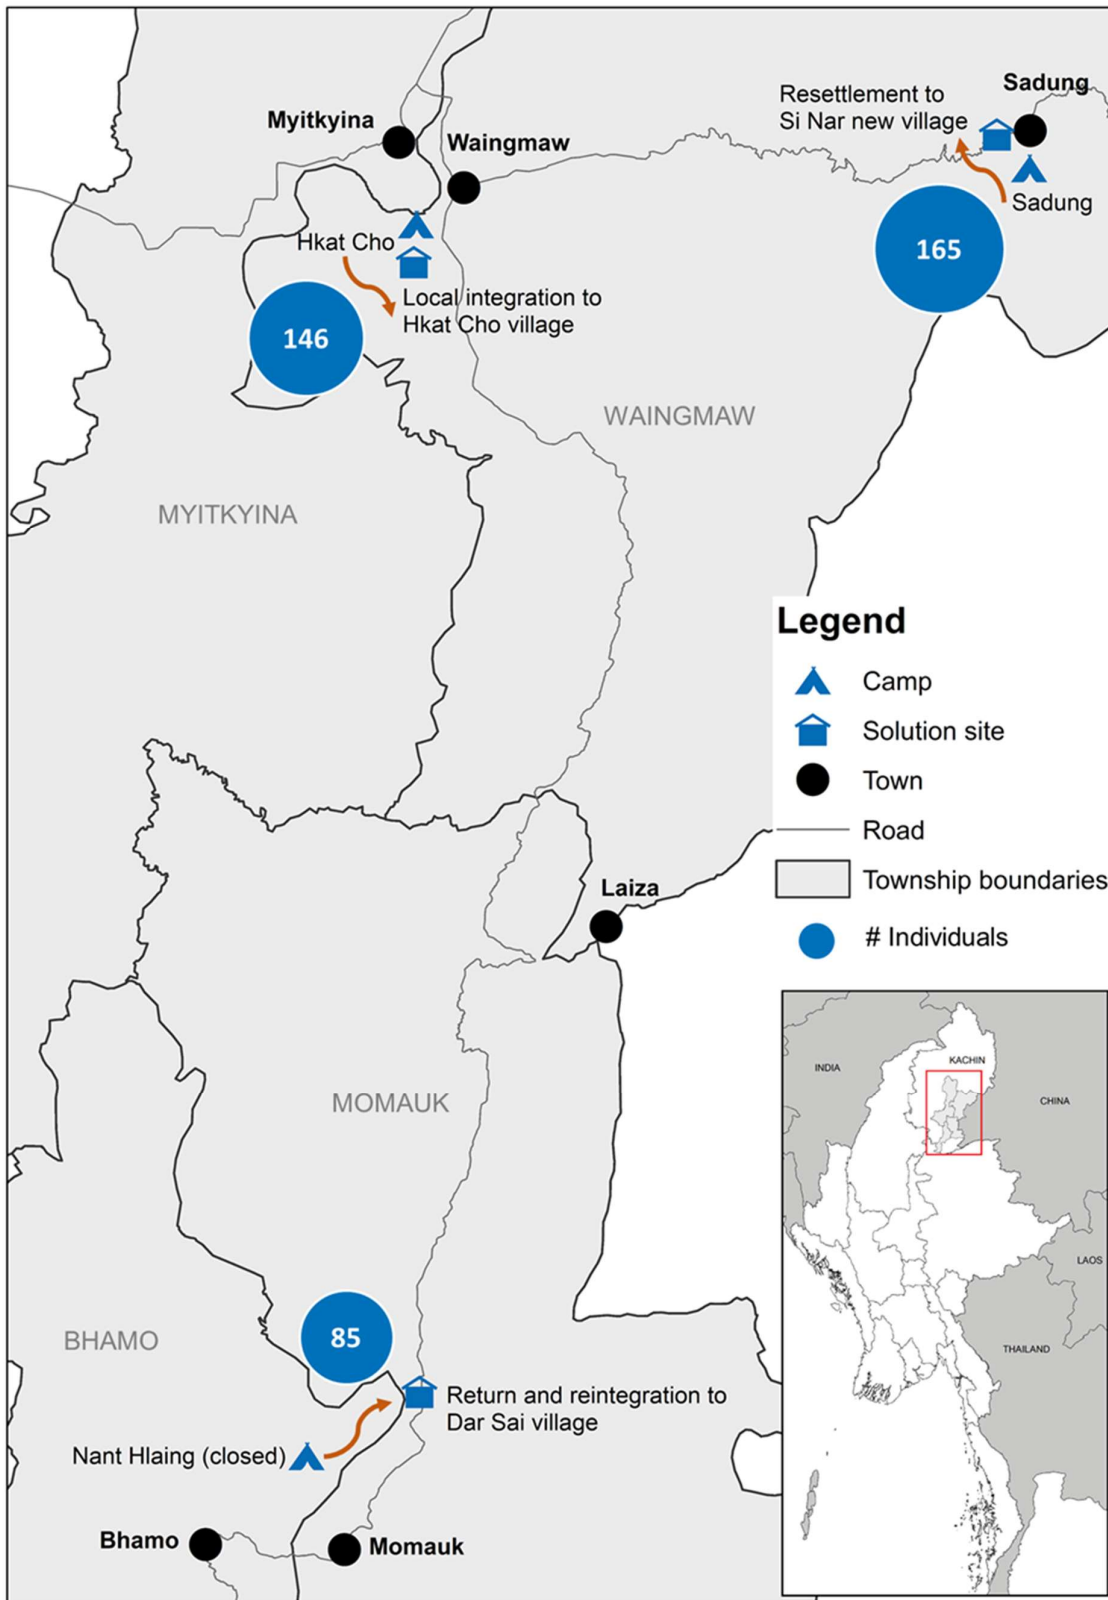 Sadung
Resettlement to
Si Nar new village
Myitkyina
Waingmaw
Sadung
165
Hkat Cho
Local integration to
Hkat Cho village
146
WAINGMAW
MYITKYINA
Legend
Camp
Solution site
Town
Road
Township boundaries
# Individuals
Laiza
KACHIN
INDIA
CHINA
LAOS
THAILAND
MOMAUK
85
BHAMO
Return and reintegration to
Dar Sai village
Nant Hlaing (closed)
Bhamo
Momauk